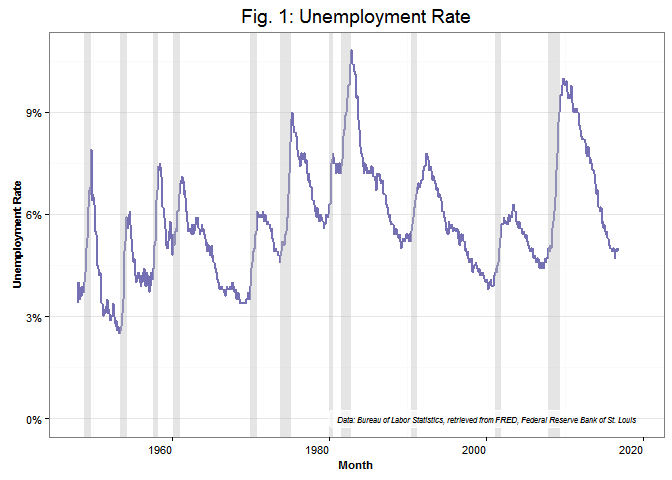 Fig. 1: Unemployment Rate
Unemployment Rate
9%
6%
3%
0%
Data: Bureau of Labor Statistics, retrieved from FRED, Federal Reserve Bank of St. Louis
1960 1980 2000 2020
Month